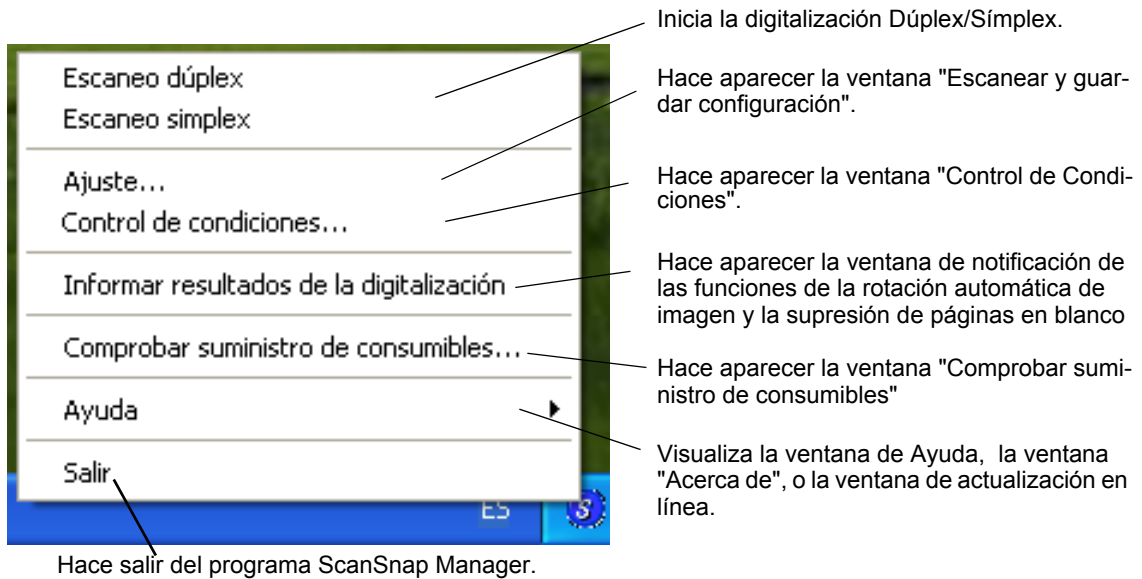 Inicia la digitalización Dúplex/Símplex.
Escaneo dúplex
Escaneo simplex
Hace aparecer la ventana "Escanear y guar-
dar configuración".
Ajuste...
Hace aparecer la ventana "Control de Condi-
ciones".
Control de condiciones...
Hace aparecer la ventana de notificación de
las funciones de la rotación automática de
imagen y la supresión de páginas en blanco
Informar resultados de la digitalización
Comprobar suministro de consumibles...
Hace aparecer la ventana "Comprobar sumi-
nistro de consumibles"
Ayuda
Visualiza la ventana de Ayuda,  la ventana
"Acerca de", o la ventana de actualización en
línea.
Salir
ES
S
Hace salir del programa ScanSnap Manager.